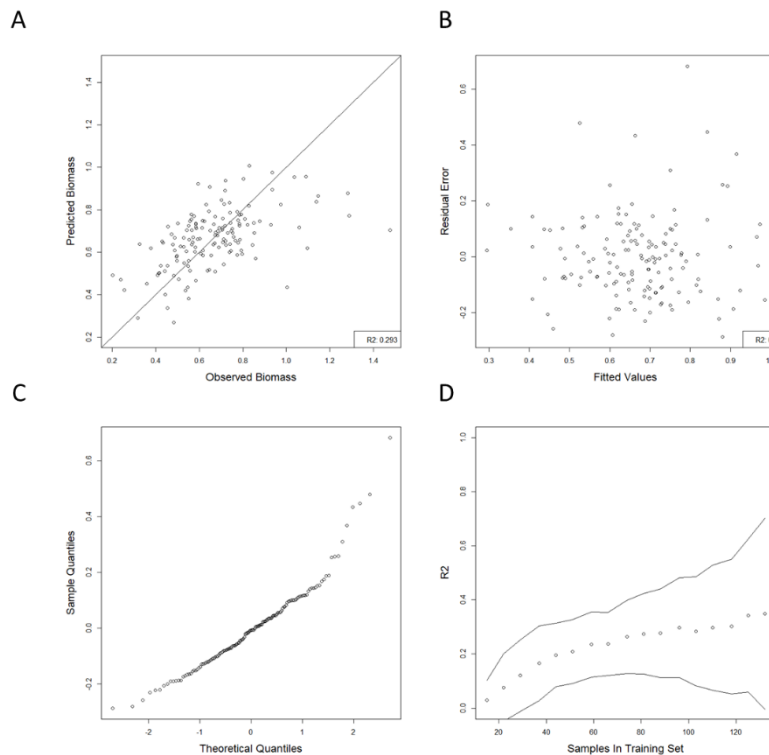 A
B
Predicted Biomass
0.2 0.4 0.6 0.8 1.0 1.2 1.4
R2: 0.293
0.2 0.4 0.6 0.8 1.0 1.2 1.4
Observed Biomass
Residual Error
-0.2 0.0 0.2 0.4 0.6
0.3 0.4 0.5 0.6 0.7 0.8 0.9
Fitted Values
C
D
Sample Quantiles
-0.2 0.0 0.2 0.4 0.6
-2 -1 0 1 2
Theoretical Quantiles
R2
0.0 0.2 0.4 0.6 0.8 1.0
20 40 60 80 100 120
Samples In Training Set